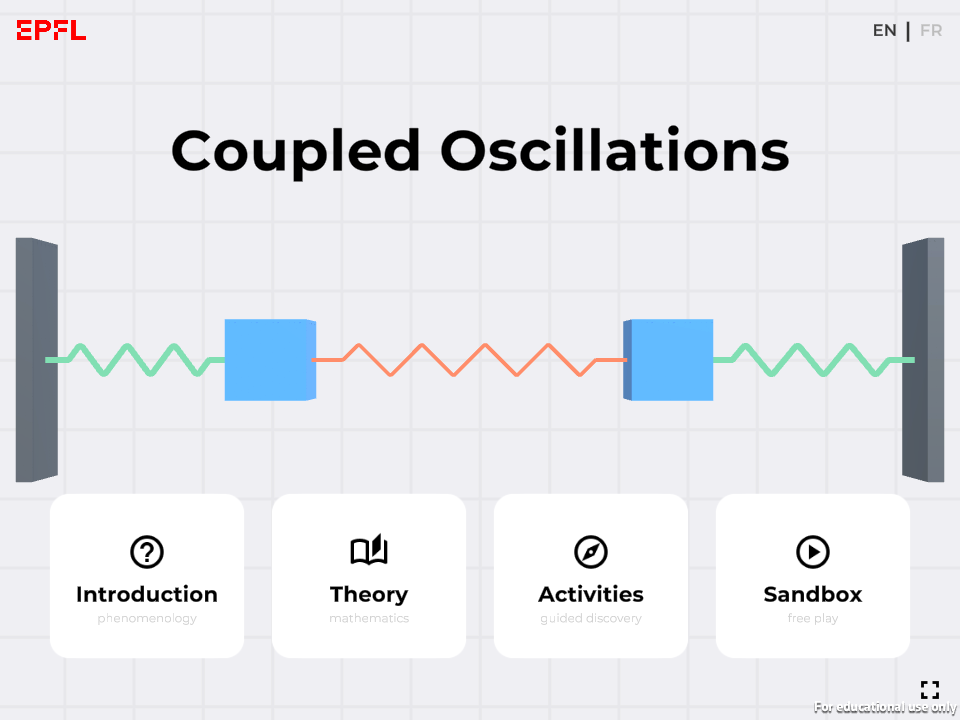 EPFL
EN | FR
Coupled Oscillations
Introduction
phenomenology
Theory
mathematics
Activities
guided discovery
Sandbox
free play
For educational use only